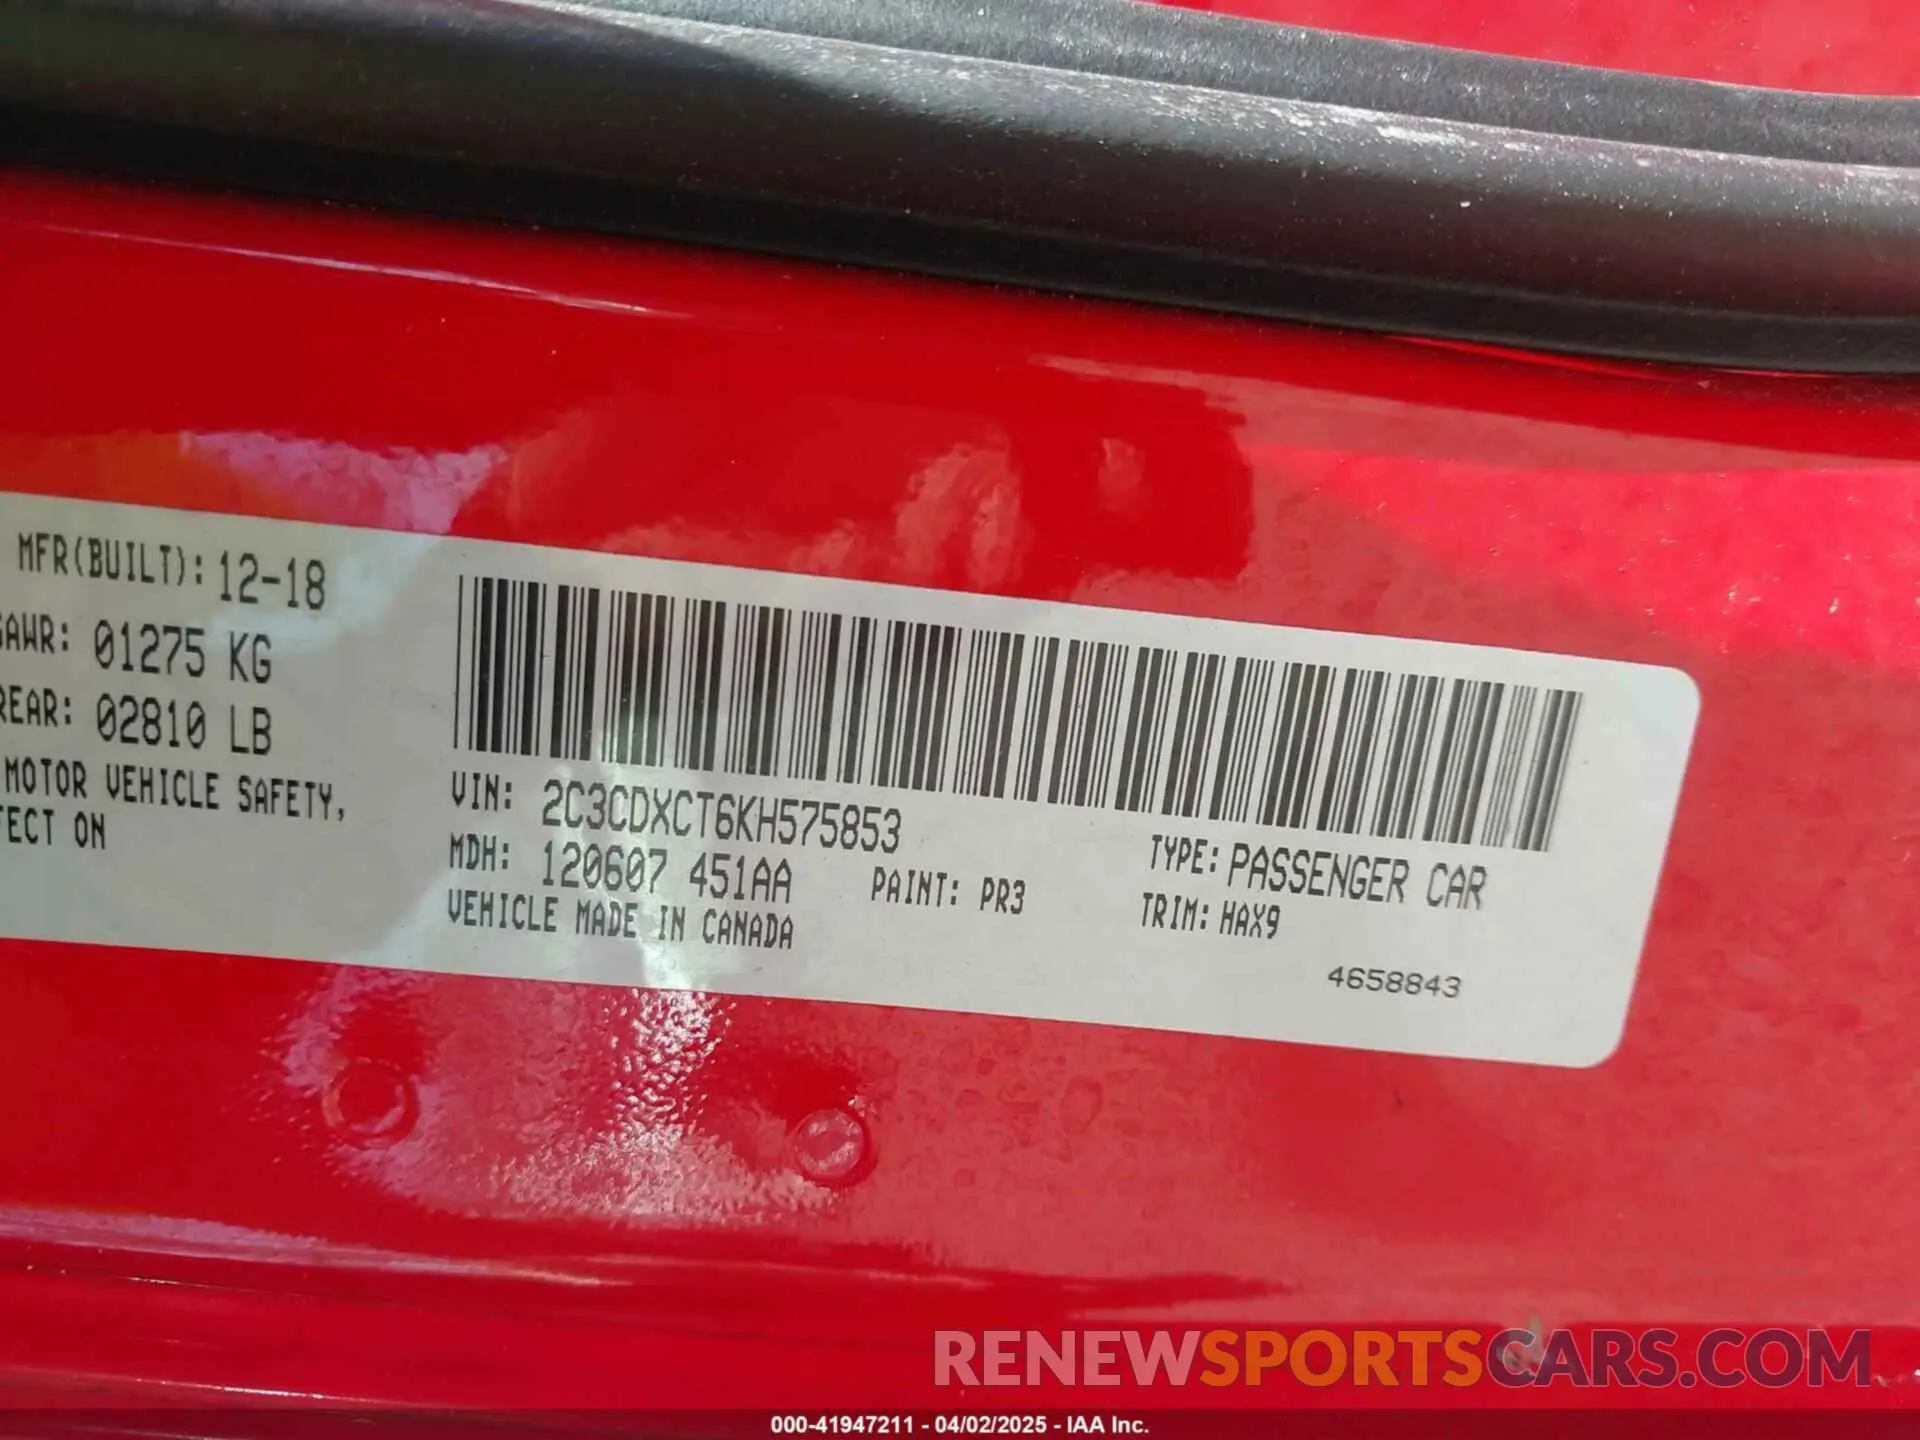 MFR(BUILT): 12-18
GAWR: 01275 KG
REAR: 02810 LB
MOTOR VEHICLE SAFETY,
FECT ON
VIN: 2C3CDXCT6KH575853
MDH: 120607 451AA
PAINT: PR3
VEHICLE MADE IN CANADA
TYPE: PASSENGER CAR
TRIM: HAX9
4658843
RENEWSPORTSCARS.COM
000-41947211 - 04/02/2025 - IAA Inc.